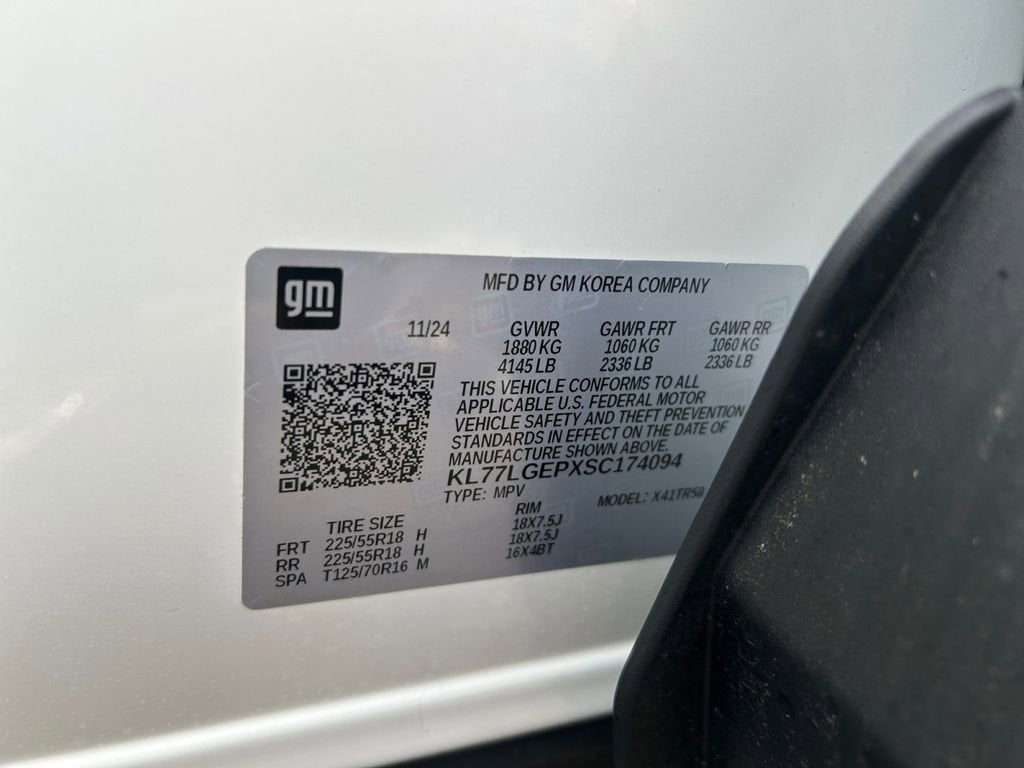 gm
MFD BY GM KOREA COMPANY
11/24 GVWR GAWR FRT GAWR RR
1880 KG 1060 KG 1060 KG
4145 LB 2336 LB 2336 LB
THIS VEHICLE CONFORMS TO ALL
APPLICABLE U.S. FEDERAL MOTOR
VEHICLE SAFETY AND THEFT PREVENTION
STANDARDS IN EFFECT ON THE DATE OF
MANUFACTURE SHOWN ABOVE.
KL77LGEPXSC174094
TYPE: MPV MODEL: X41TR58
TIRE SIZE RIM
FRT 225/55R18 H 18X7.5J
RR 225/55R18 H 18X7.5J
SPA T125/70R16 M 16X4BT